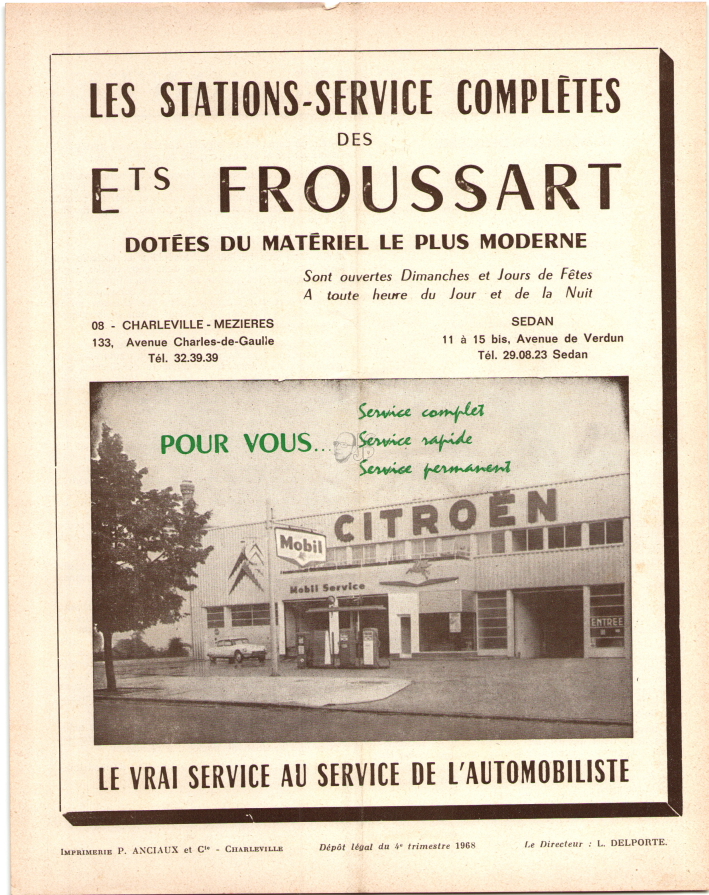 LES STATIONS-SERVICE COMPLÈTES
DES
ETS FROUSSART
DOTÉES DU MATÉRIEL LE PLUS MODERNE
Sont ouvertes Dimanches et Jours de Fêtes
A toute heure du Jour et de la Nuit
08 - CHARLEVILLE - MEZIERES
133, Avenue Charles-de-Gaulle
Tél. 32.39.39
SEDAN
11 à 15 bis, Avenue de Verdun
Tél. 29.08.23 Sedan
POUR VOUS...
Service complet
Service rapide
Service permanent
CITROËN
Mobil
Mobil Service
ENTREE
LE VRAI SERVICE AU SERVICE DE L'AUTOMOBILISTE
IMPRIMERIE P. ANCIAUX et Cie - CHARLEVILLE
Dépôt légal du 4e trimestre 1968
Le Directeur : L. DELPORTE.